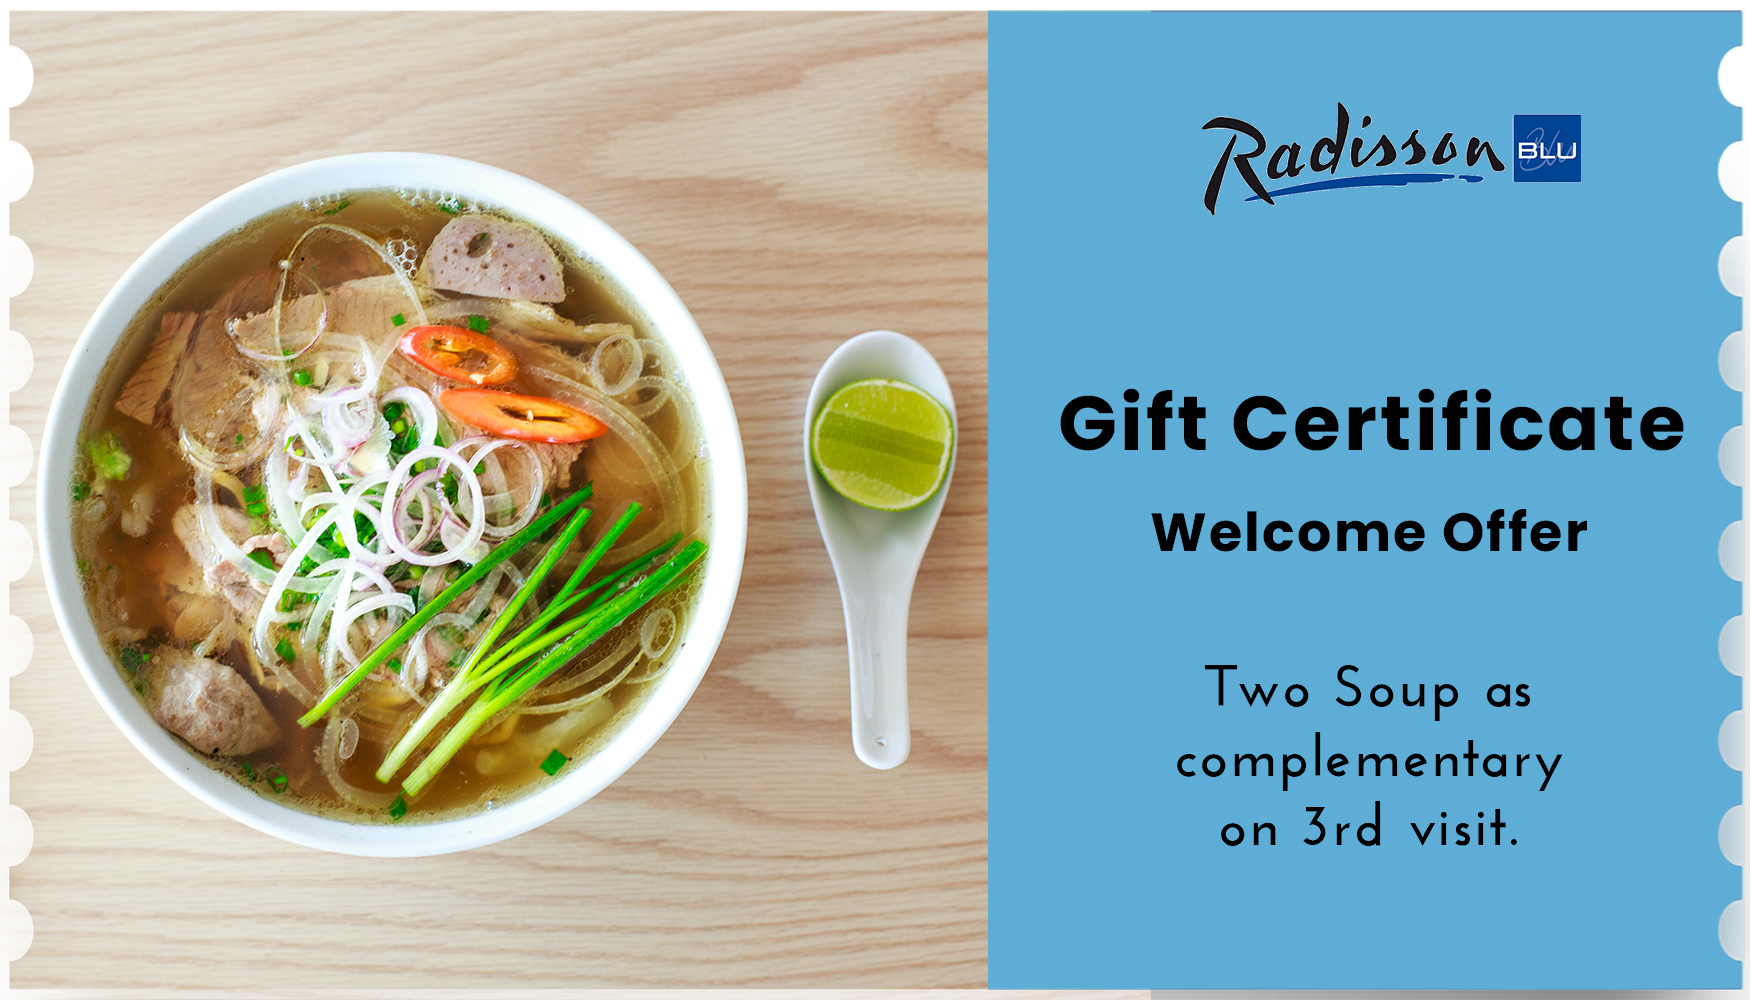 Radisson BLU
Gift Certificate
Welcome Offer
Two Soup as
complementary
on 3rd visit.